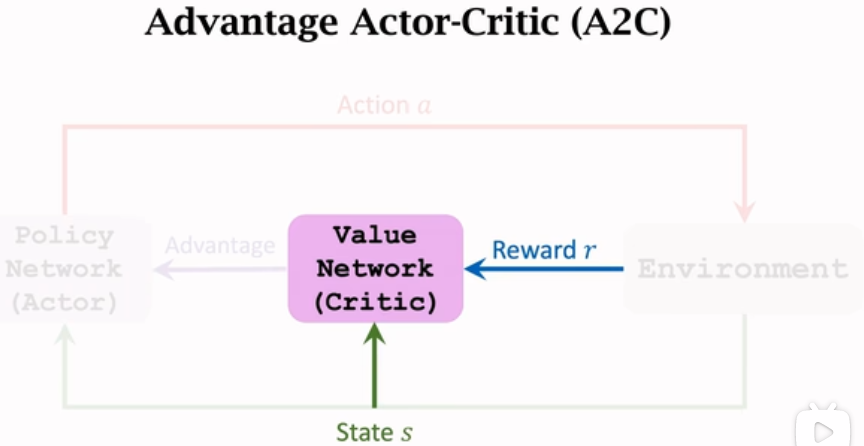 Advantage Actor-Critic (A2C)
Action a
Policy
Network
(Actor)
Advantage
Value
Network
(Critic)
Reward r
Environment
State s